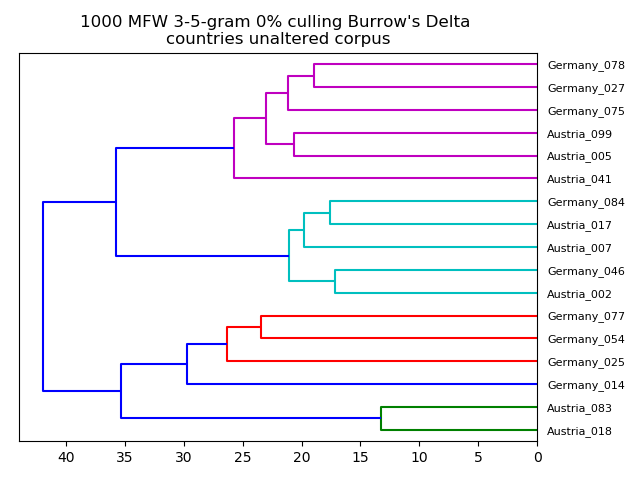 1000 MFW 3-5-gram 0% culling Burrow's Delta
countries unaltered corpus
Germany_078
Germany_027
Germany_075
Austria_099
Austria_005
Austria_041
Germany_084
Austria_017
Austria_007
Germany_046
Austria_002
Germany_077
Germany_054
Germany_025
Germany_014
Austria_083
Austria_018
40 35 30 25 20 15 10 5 0